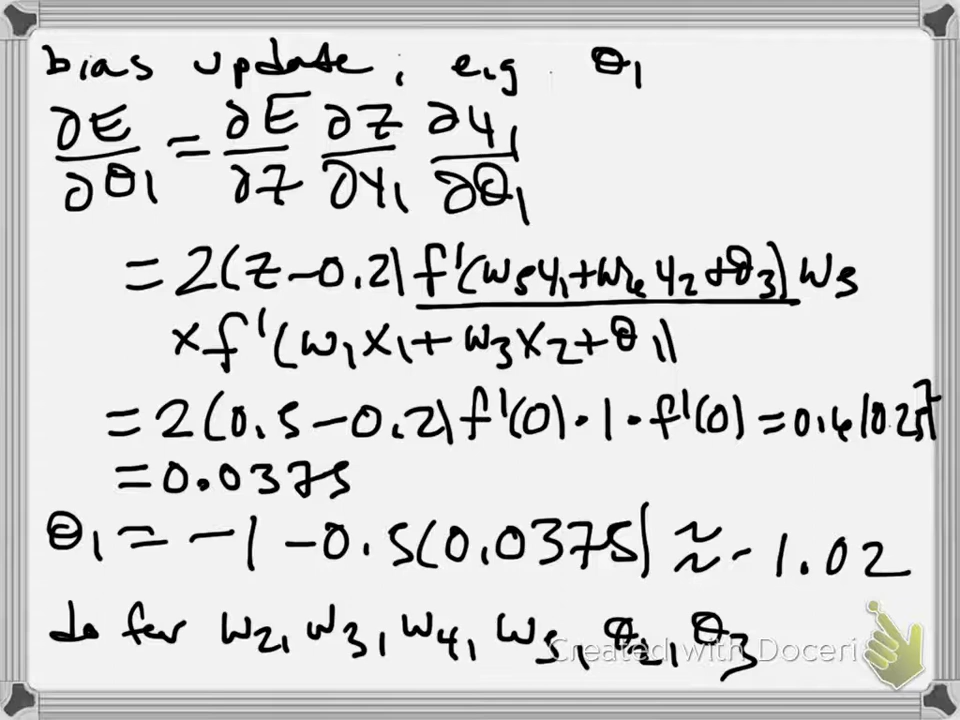 bias update, e.g θ₁
∂E/∂θ₁ = ∂E/∂Z ∂Z/∂y₁ ∂y₁/∂θ₁
= 2(z-0.2) f'(w₅y₁+w₆y₂+θ₃) w₅
×f'(w₁x₁+w₃x₂+θ₁)
= 2(0.5-0.2) f'(0)·1·f'(0) = 0.6(0.25)²
= 0.0375
θ₁ = -1 -0.5(0.0375) ≈ -1.02
do for w₂, w₃, w₄, w₅, θ₂, θ₃
Created with Doceri